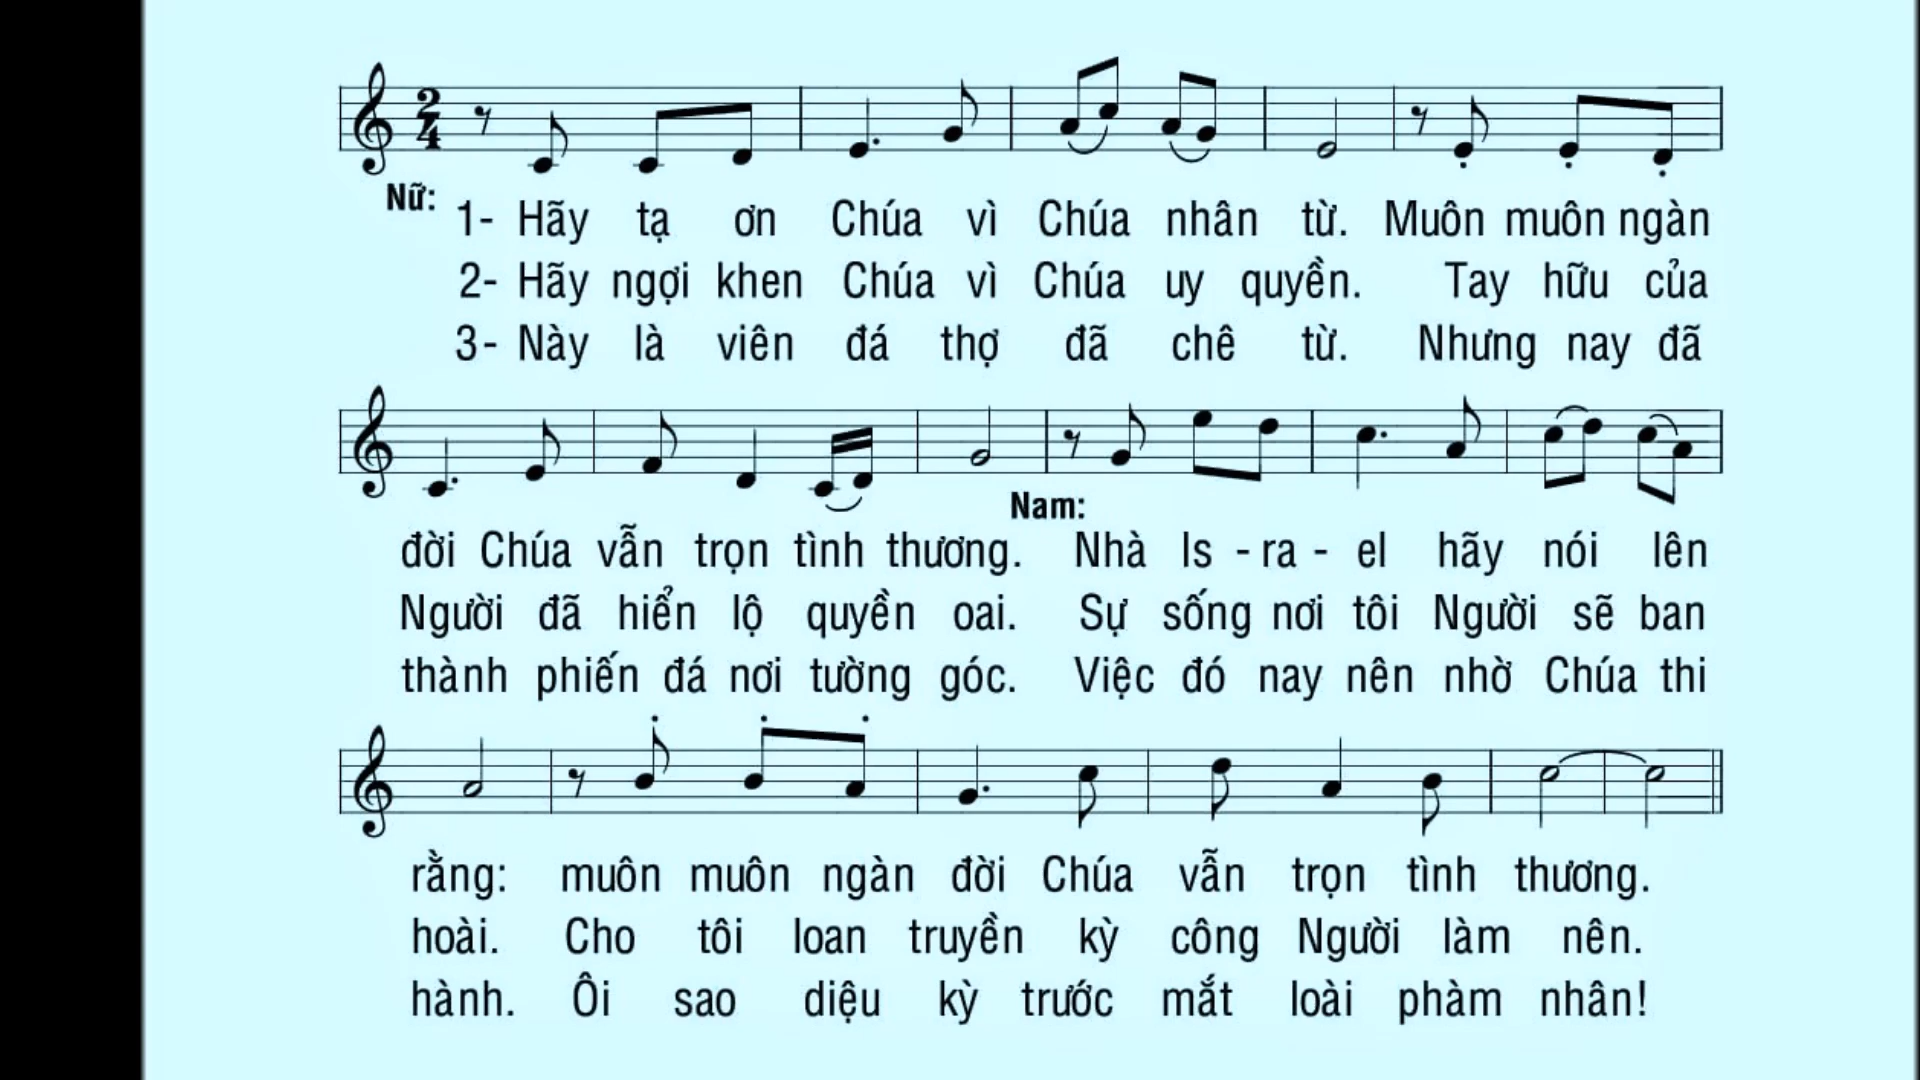 2
4
Nữ:
1- Hãy tạ ơn Chúa vì Chúa nhân từ. Muôn muôn ngàn
2- Hãy ngợi khen Chúa vì Chúa uy quyền. Tay hữu của
3- Này là viên đá thợ đã chê từ. Nhưng nay đã
Nam:
đời Chúa vẫn trọn tình thương. Nhà Is - ra - el hãy nói lên
Người đã hiển lộ quyền oai. Sự sống nơi tôi Người sẽ ban
thành phiến đá nơi tường góc. Việc đó nay nên nhờ Chúa thi
rằng: muôn muôn ngàn đời Chúa vẫn trọn tình thương.
hoài. Cho tôi loan truyền kỳ công Người làm nên.
hành. Ôi sao diệu kỳ trước mắt loài phàm nhân!